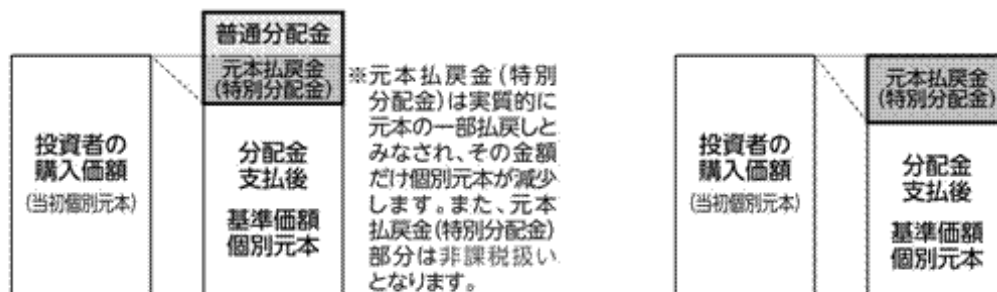 普通分配金
元本払戻金
(特別分配金)
投資者の
購入価額
(当初個別元本)
分配金
支払後
基準価額
個別元本
※元本払戻金(特別
分配金)は実質的に
元本の一部払戻しと
みなされ、その金額
だけ個別元本が減少
します。また、元本
払戻金(特別分配金)
部分は非課税扱い
となります。
投資者の
購入価額
(当初個別元本)
元本払戻金
(特別分配金)
分配金
支払後
基準価額
個別元本